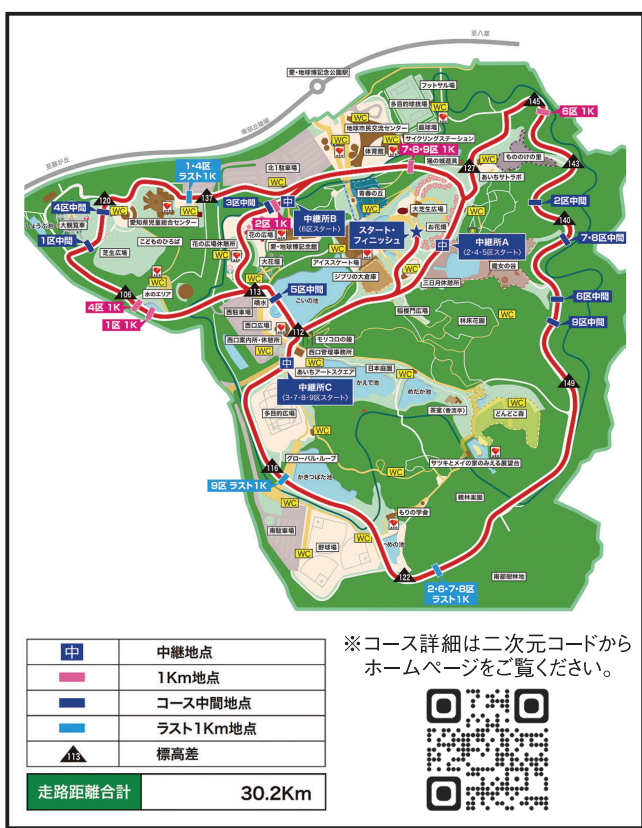 至八草
愛・地球博記念公園駅
東部丘陵線
至藤が丘
フットサル場
多目的球技場
WC
WC
地球市民交流センター
庭球場
サイクリングステーション
体育館
7・8・9区 1K
猫の城遊具
145
6区 1K
もののけの里
143
127
あいちサトラボ
WC
1・4区
ラスト1K
北1駐車場
WC
青春の丘
120
4区中間
137
3区中間
2区 1K
中
中継所B
(6区スタート)
スタート・
フィニッシュ
大芝生広場
お花畑
中
中継所A
(2・4・5区スタート)
2区中間
140
7・8区中間
大観覧車
愛知県児童総合センター
こどものひろば
花の広場
花の広場休憩所
大花壇
愛・地球博記念館
アイススケート場
ジブリの大倉庫
魔女の谷
三日月休憩所
1区中間
芝生広場
水のエリア
106
4区 1K
1区 1K
113
噴水
5区中間
こいの池
西駐車場
西口広場
112
稲楼門広場
林床花園
6区中間
9区中間
モリコロの鐘
西口管理事務所
西口案内所・休憩所
あいちアートスクエア
日本庭園
かえで池
めだか池
149
中
中継所C
(3・7・8・9区スタート)
茶室(香流亭)
どんどこ森
多目的広場
グローバル・ループ
サツキとメイの家のみえる展望台
116
かきつばた池
9区 ラスト1K
親林楽園
もりの学舎
南駐車場
野球場
122
南部樹林地
2・6・7・8区
ラスト1K
中 中継地点
1Km地点
コース中間地点
ラスト1Km地点
113 標高差
走路距離合計 30.2Km
※コース詳細は二次元コードから
ホームページをご覧ください。